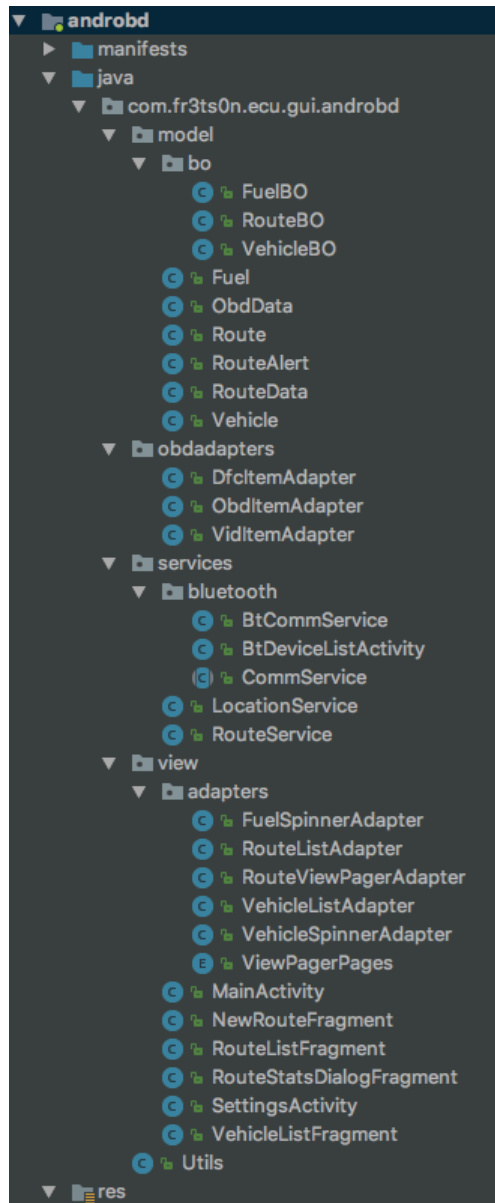 androbd
manifests
java
com.fr3ts0n.ecu.gui.androbd
model
bo
FuelBO
RouteBO
VehicleBO
Fuel
ObdData
Route
RouteAlert
RouteData
Vehicle
obdadapters
DfcItemAdapter
ObdItemAdapter
VidItemAdapter
services
bluetooth
BtCommService
BtDeviceListActivity
CommService
LocationService
RouteService
view
adapters
FuelSpinnerAdapter
RouteListAdapter
RouteViewPagerAdapter
VehicleListAdapter
VehicleSpinnerAdapter
ViewPagerPages
MainActivity
NewRouteFragment
RouteListFragment
RouteStatsDialogFragment
SettingsActivity
VehicleListFragment
Utils
res